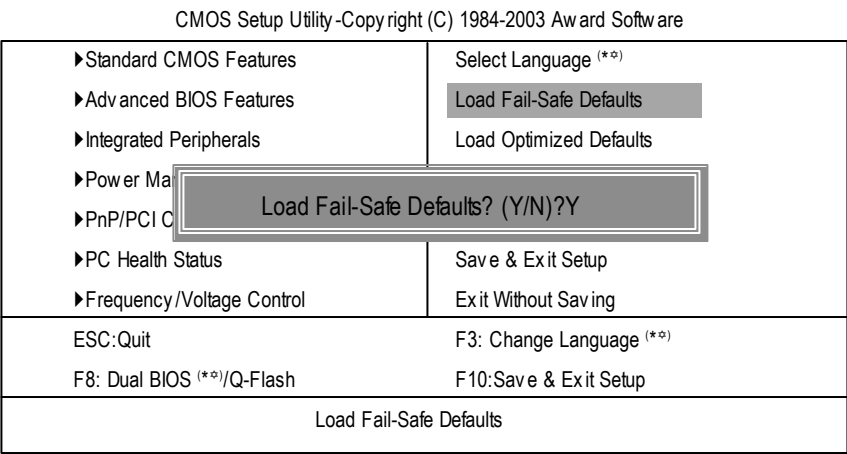 CMOS Setup Utility-Copyright (C) 1984-2003 Award Software
▶Standard CMOS Features
Select Language (*✡)
▶Advanced BIOS Features
Load Fail-Safe Defaults
▶Integrated Peripherals
Load Optimized Defaults
▶Power
▶PnP/PCI
Load Fail-Safe Defaults? (Y/N)?Y
▶PC Health Status
Save & Exit Setup
▶Frequency/Voltage Control
Exit Without Saving
ESC:Quit
F3: Change Language (*✡)
F8: Dual BIOS (*✡)/Q-Flash
F10:Save & Exit Setup
Load Fail-Safe Defaults